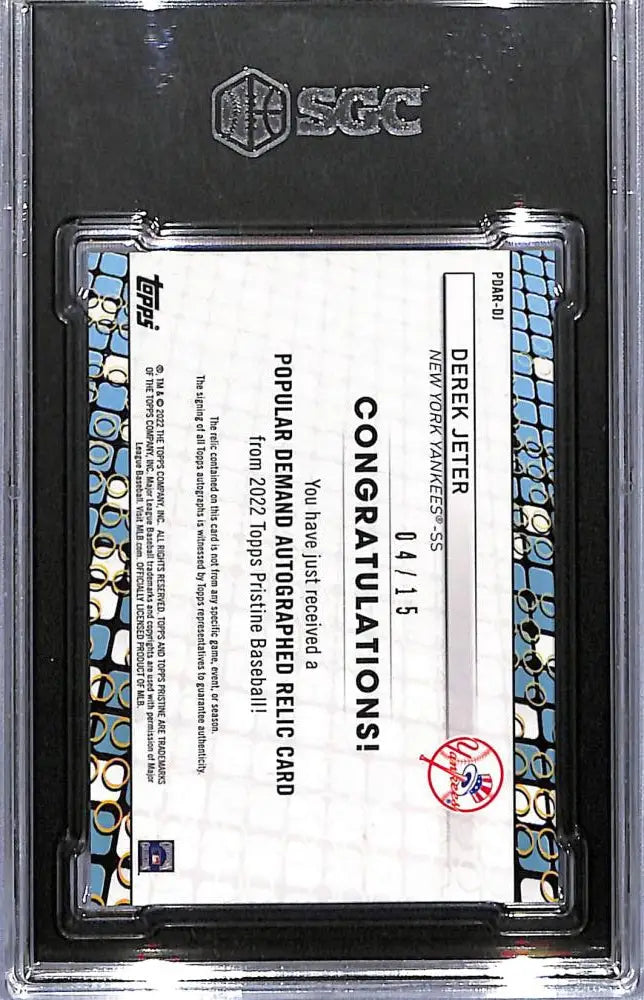 SGC
PDAR-DJ
DEREK JETER
NEW YORK YANKEES®-SS
Yankees
04/15
CONGRATULATIONS!
You have just received a
POPULAR DEMAND AUTOGRAPHED RELIC CARD
from 2022 Topps Pristine Baseball!
The relic contained on this card is not from any specific game, event, or season.
The signing of all Topps autographs is witnessed by Topps representatives to guarantee authenticity.
topps
®, TM & © 2022 THE TOPPS COMPANY, INC. ALL RIGHTS RESERVED. TOPPS AND TOPPS PRISTINE ARE TRADEMARKS
OF THE TOPPS COMPANY, INC. Major League Baseball trademarks and copyrights are used with permission of Major
League Baseball. Visit MLB.com. OFFICIALLY LICENSED PRODUCT OF MLB.